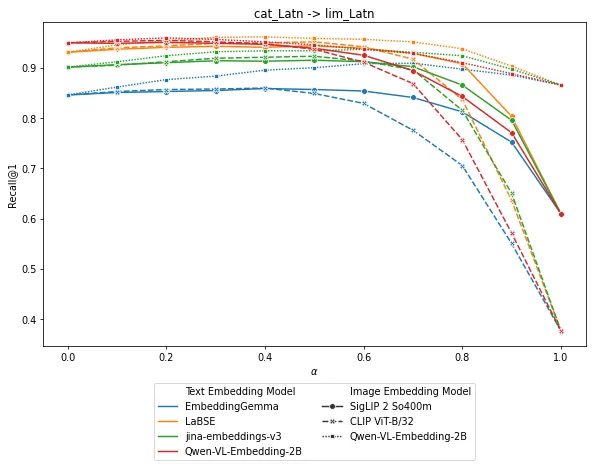 cat_Latn -> lim_Latn
Recall@1
0.9
0.8
0.7
0.6
0.5
0.4
0.0 0.2 0.4 0.6 0.8 1.0
α
Text Embedding Model
EmbeddingGemma
LaBSE
jina-embeddings-v3
Qwen-VL-Embedding-2B
Image Embedding Model
SigLIP 2 So400m
CLIP ViT-B/32
Qwen-VL-Embedding-2B